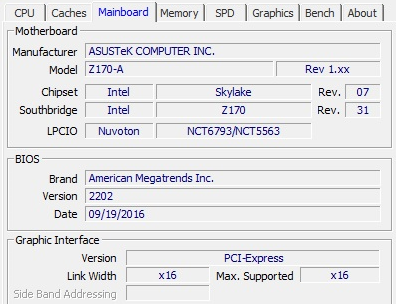 CPU Caches Mainboard Memory SPD Graphics Bench About
Motherboard
Manufacturer ASUSTeK COMPUTER INC.
Model Z170-A Rev 1.xx
Chipset Intel Skylake Rev. 07
Southbridge Intel Z170 Rev. 31
LPCIO Nuvoton NCT6793/NCT5563
BIOS
Brand American Megatrends Inc.
Version 2202
Date 09/19/2016
Graphic Interface
Version PCI-Express
Link Width x16 Max. Supported x16
Side Band Addressing